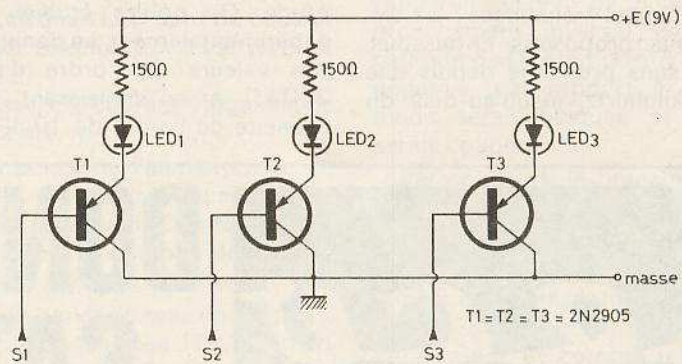 +E(9V)
150Ω 150Ω 150Ω
LED1 LED2 LED3
T1 T2 T3
masse
T1=T2=T3=2N2905
S1 S2 S3